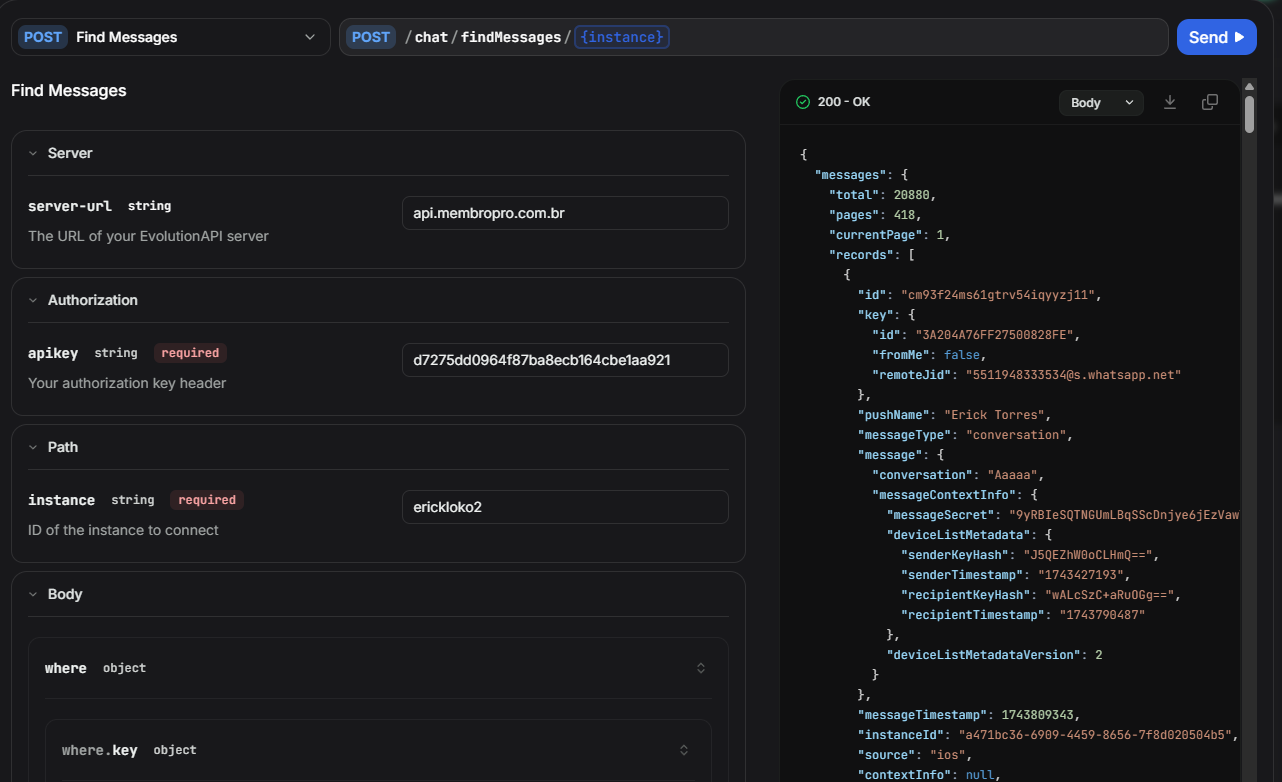 POST Find Messages
POST /chat/findMessages/{instance}
Send
Find Messages
Server
server-url string
api.membropro.com.br
The URL of your EvolutionAPI server
Authorization
apikey string required
d7275dd0964f87ba8ecb164cbe1aa921
Your authorization key header
Path
instance string required
erickloko2
ID of the instance to connect
Body
where object
where.key object
200 - OK
Body
{
"messages": {
"total": 20880,
"pages": 418,
"currentPage": 1,
"records": [
{
"id": "cm93f24ms61gtrv54iqyyzj11",
"key": {
"id": "3A204A76FF27500828FE",
"fromMe": false,
"remoteJid": "5511948333534@s.whatsapp.net"
},
"pushName": "Erick Torres",
"messageType": "conversation",
"message": {
"conversation": "Aaaaa",
"messageContextInfo": {
"messageSecret": "9yRBIeSQTNGUmLBqSScDnjye6jEzVaw
"deviceListMetadata": {
"senderKeyHash": "J5QEZhW0oCLHmQ==",
"senderTimestamp": "1743427193",
"recipientKeyHash": "wALcSzC+aRuOGg==",
"recipientTimestamp": "1743790487"
},
"deviceListMetadataVersion": 2
}
},
"messageTimestamp": 1743809343,
"instanceId": "a471bc36-6909-4459-8656-7f8d020504b5",
"source": "ios",
"contextInfo": null,